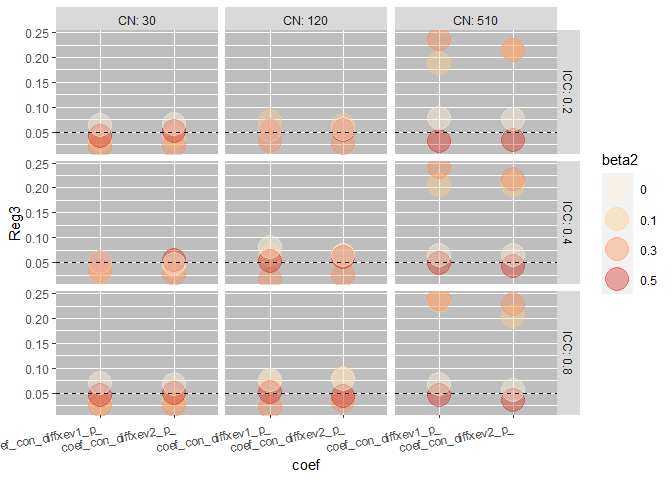 CN: 30
CN: 120
CN: 510
0.25
0.20
0.15
0.10
0.05
ICC: 0.2
0.25
0.20
0.15
0.10
0.05
ICC: 0.4
0.25
0.20
0.15
0.10
0.05
ICC: 0.8
Reg3
beta2
0
0.1
0.3
0.5
ef_con_diffxev1_p_
coef_con_diffxev2_p_
coef_con_diffxev1_p_
coef_con_diffxev2_p_
coef_con_diffxev1_p_
coef_con_diffxev2_p_
coef